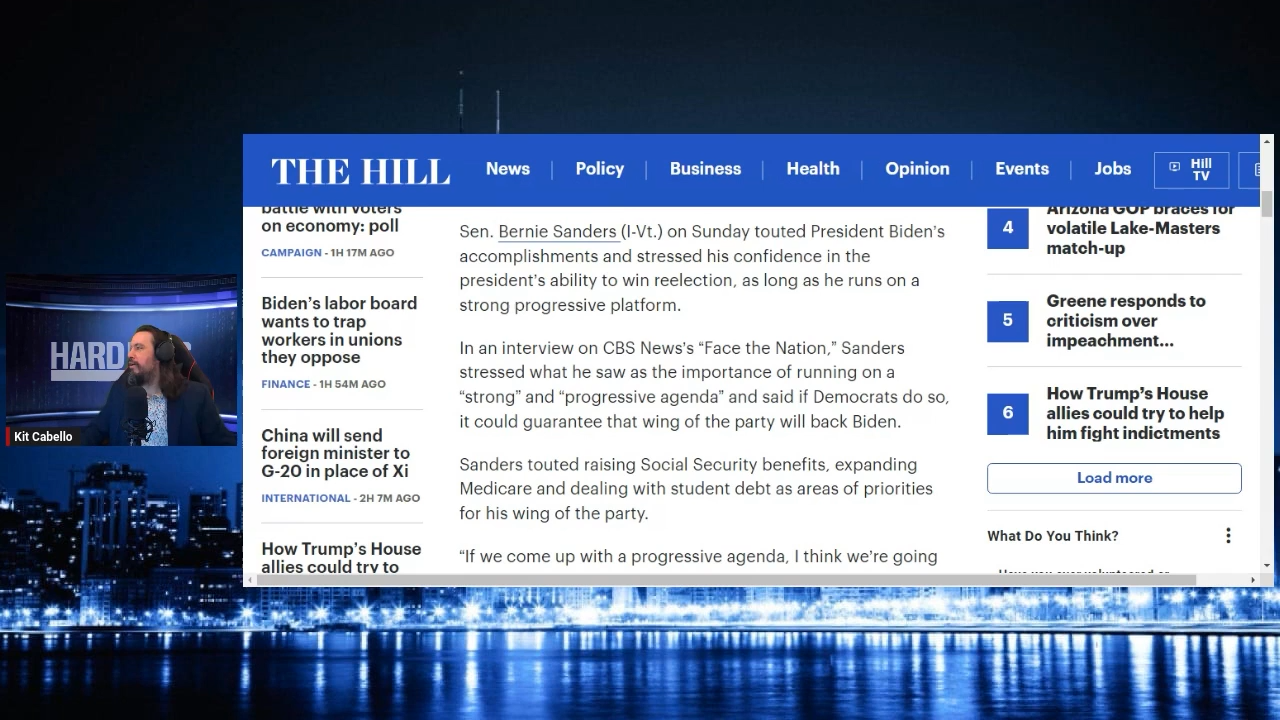 THE HILL
News
Policy
Business
Health
Opinion
Events
Jobs
Hill
TV
battle with voters
on economy: poll
CAMPAIGN - 1H 17M AGO
Biden's labor board
wants to trap
workers in unions
they oppose
FINANCE - 1H 54M AGO
China will send
foreign minister to
G-20 in place of Xi
INTERNATIONAL - 2H 7M AGO
How Trump's House
allies could try to
Sen. Bernie Sanders (I-Vt.) on Sunday touted President Biden's
accomplishments and stressed his confidence in the
president's ability to win reelection, as long as he runs on a
strong progressive platform.
In an interview on CBS News's “Face the Nation,” Sanders
stressed what he saw as the importance of running on a
“strong” and “progressive agenda” and said if Democrats do so,
it could guarantee that wing of the party will back Biden.
Sanders touted raising Social Security benefits, expanding
Medicare and dealing with student debt as areas of priorities
for his wing of the party.
“If we come up with a progressive agenda, I think we're going
4
Arizona GOP braces for
volatile Lake-Masters
match-up
5
Greene responds to
criticism over
impeachment...
6
How Trump's House
allies could try to help
him fight indictments
Load more
What Do You Think?
HARD
Kit Cabello